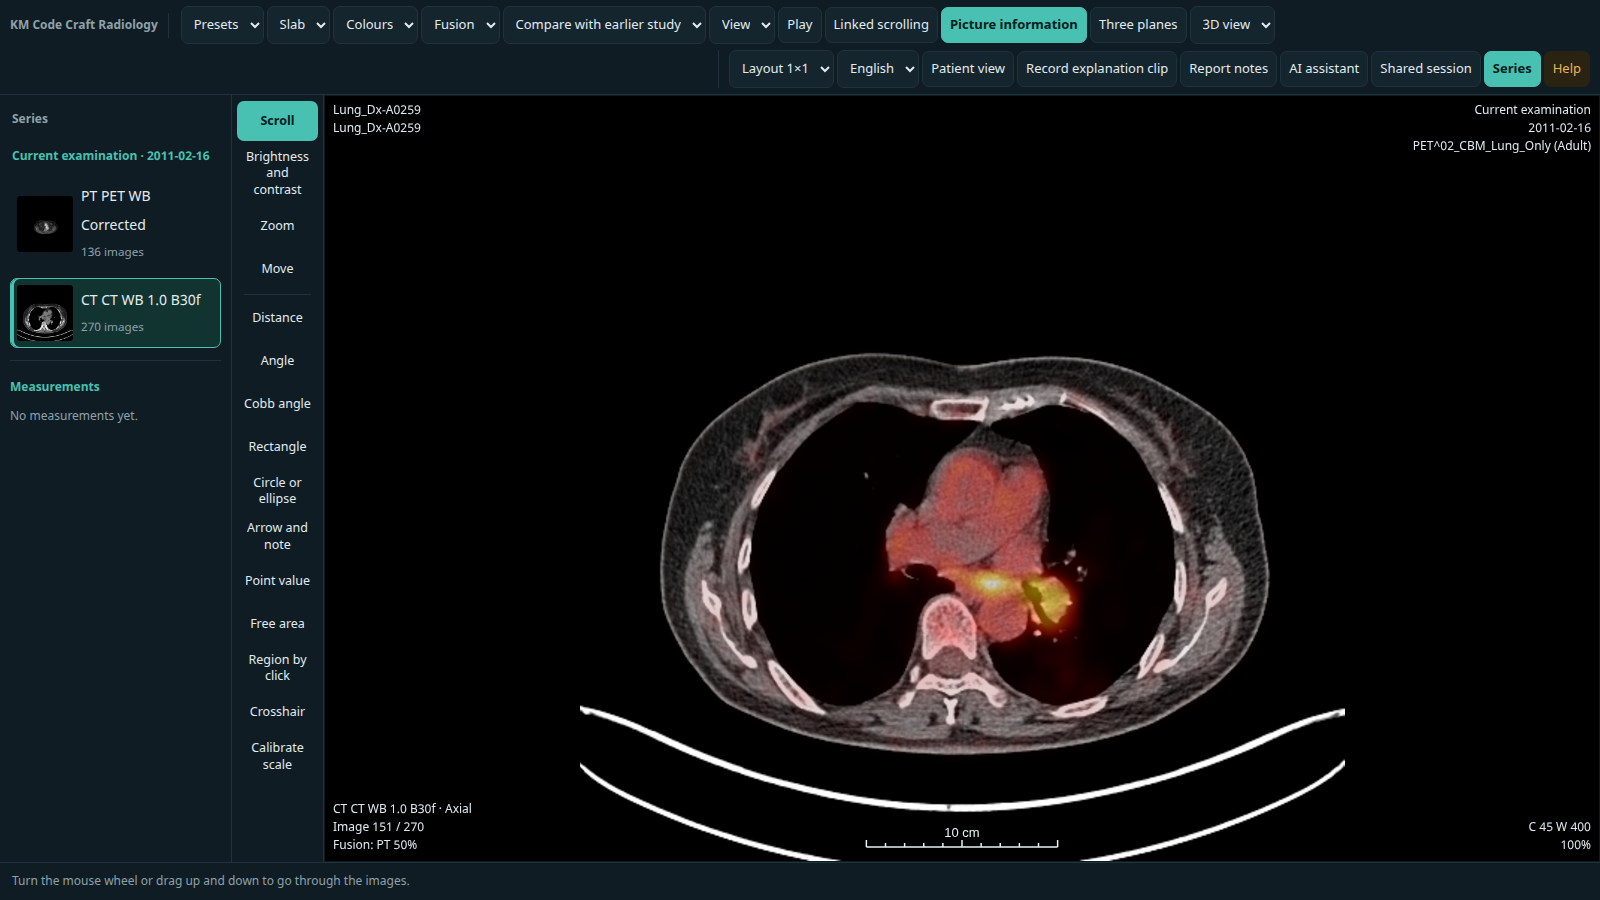 KM Code Craft Radiology
Presets
Slab
Colours
Fusion
Compare with earlier study
View
Play
Linked scrolling
Picture information
Three planes
3D view
Layout 1×1
English
Patient view
Record explanation clip
Report notes
AI assistant
Shared session
Series
Help
Series
Current examination · 2011-02-16
PT PET WB
Corrected
136 images
CT CT WB 1.0 B30f
270 images
Measurements
No measurements yet.
Scroll
Brightness
and
contrast
Zoom
Move
Distance
Angle
Cobb angle
Rectangle
Circle or
ellipse
Arrow and
note
Point value
Free area
Region by
click
Crosshair
Calibrate
scale
Lung_Dx-A0259
Lung_Dx-A0259
Current examination
2011-02-16
PET^02_CBM_Lung_Only (Adult)
CT CT WB 1.0 B30f · Axial
Image 151 / 270
Fusion: PT 50%
10 cm
C 45 W 400
100%
Turn the mouse wheel or drag up and down to go through the images.